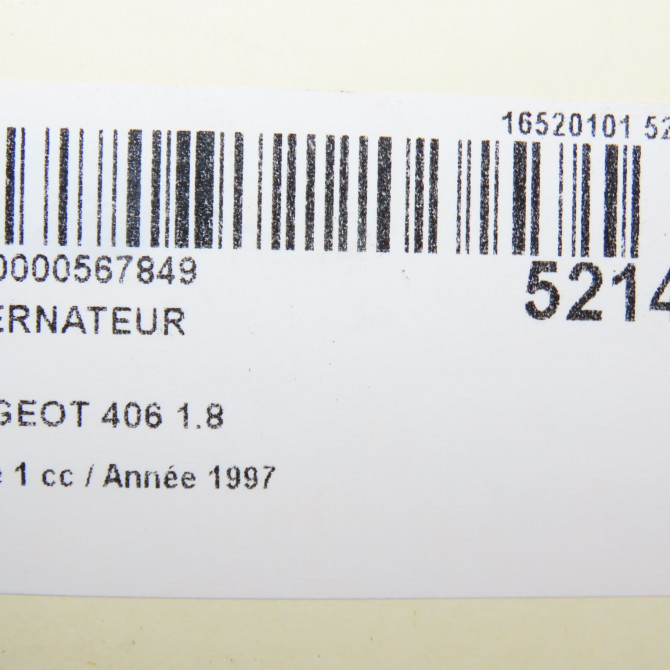 16520101 52
0000567849
5214
ERNATEUR
GEOT 406 1.8
e 1 cc / Année 1997